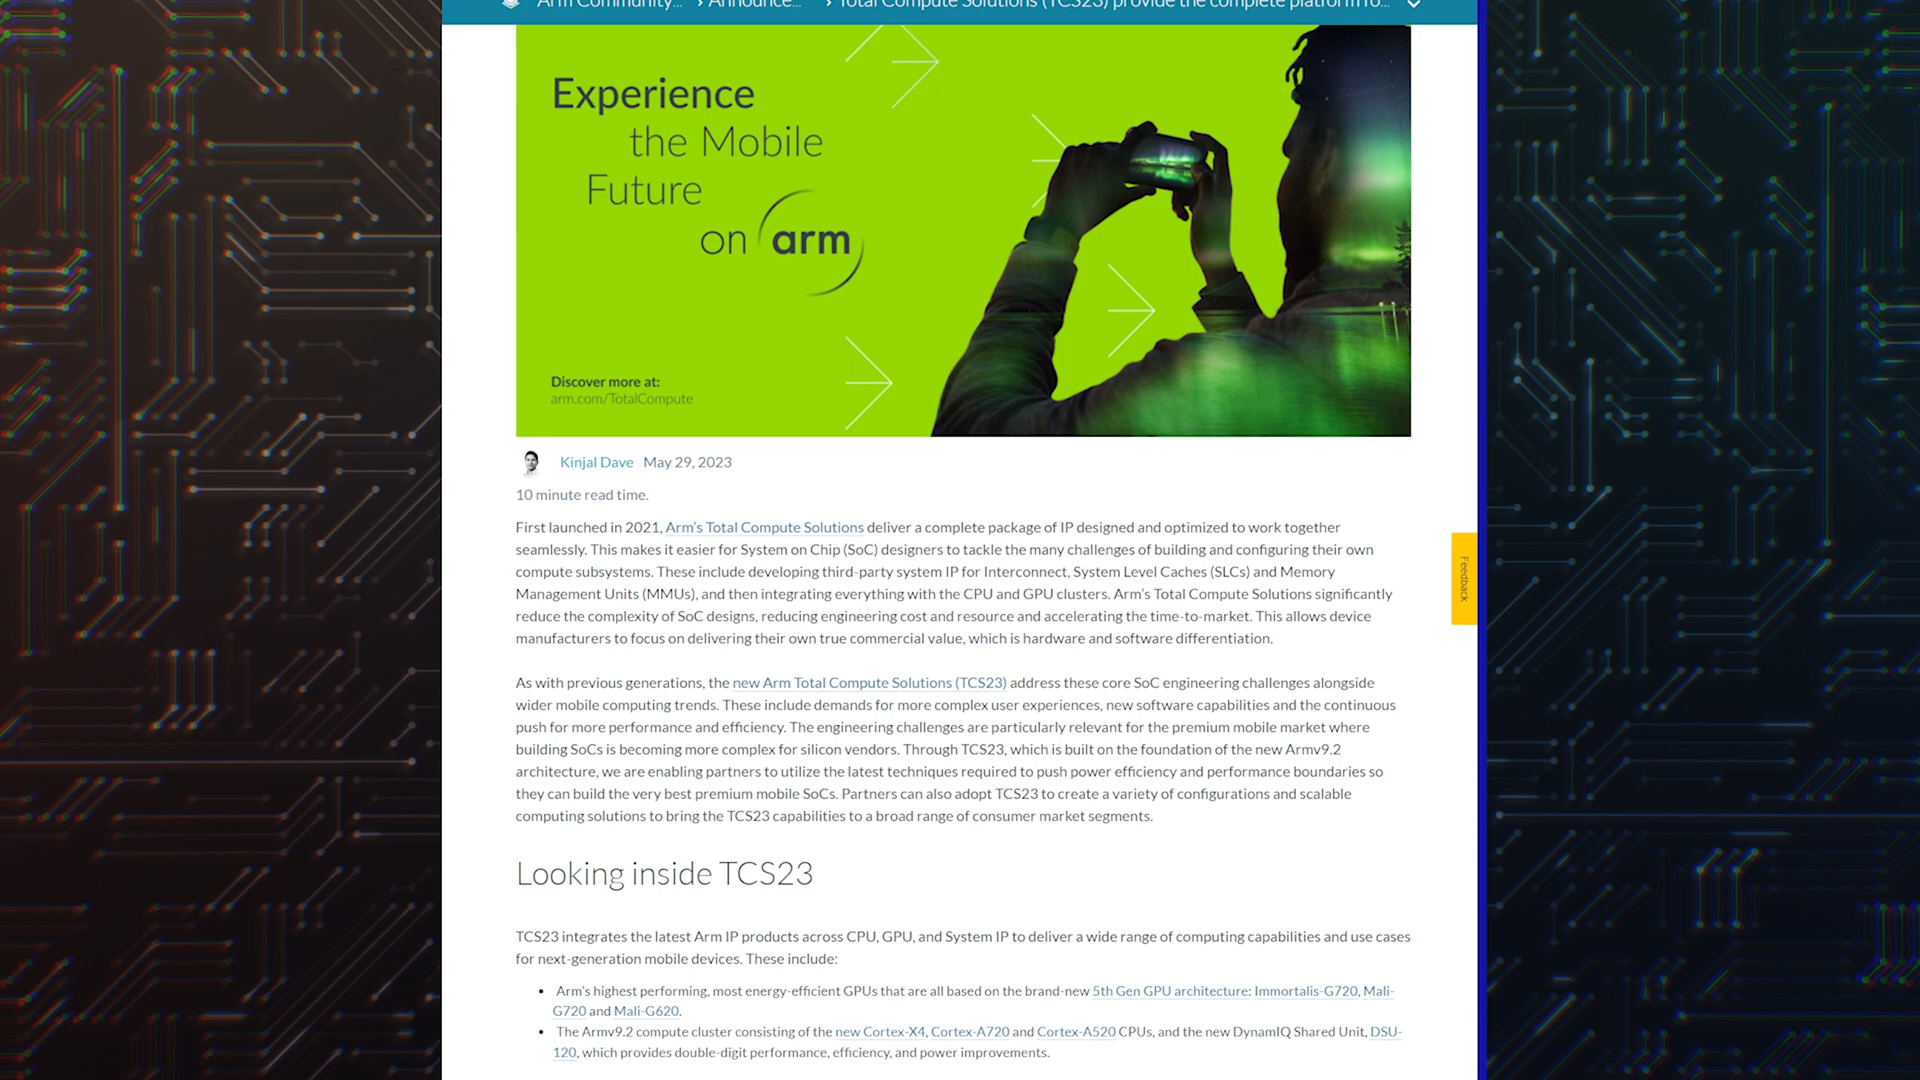 Arm Community... > Announce... > Total Compute Solutions (TCS23) provide the complete platform fo...
Experience
the Mobile
Future
on arm
Discover more at:
arm.com/TotalCompute
Kinjal Dave May 29, 2023
10 minute read time.
First launched in 2021, Arm's Total Compute Solutions deliver a complete package of IP designed and optimized to work together
seamlessly. This makes it easier for System on Chip (SoC) designers to tackle the many challenges of building and configuring their own
compute subsystems. These include developing third-party system IP for Interconnect, System Level Caches (SLCs) and Memory
Management Units (MMUs), and then integrating everything with the CPU and GPU clusters. Arm's Total Compute Solutions significantly
reduce the complexity of SoC designs, reducing engineering cost and resource and accelerating the time-to-market. This allows device
manufacturers to focus on delivering their own true commercial value, which is hardware and software differentiation.
Feedback
As with previous generations, the new Arm Total Compute Solutions (TCS23) address these core SoC engineering challenges alongside
wider mobile computing trends. These include demands for more complex user experiences, new software capabilities and the continuous
push for more performance and efficiency. The engineering challenges are particularly relevant for the premium mobile market where
building SoCs is becoming more complex for silicon vendors. Through TCS23, which is built on the foundation of the new Armv9.2
architecture, we are enabling partners to utilize the latest techniques required to push power efficiency and performance boundaries so
they can build the very best premium mobile SoCs. Partners can also adopt TCS23 to create a variety of configurations and scalable
computing solutions to bring the TCS23 capabilities to a broad range of consumer market segments.
Looking inside TCS23
TCS23 integrates the latest Arm IP products across CPU, GPU, and System IP to deliver a wide range of computing capabilities and use cases
for next-generation mobile devices. These include:
• Arm's highest performing, most energy-efficient GPUs that are all based on the brand-new 5th Gen GPU architecture: Immortalis-G720, Mali-
G720 and Mali-G620.
• The Armv9.2 compute cluster consisting of the new Cortex-X4, Cortex-A720 and Cortex-A520 CPUs, and the new DynamIQ Shared Unit, DSU-
120, which provides double-digit performance, efficiency, and power improvements.